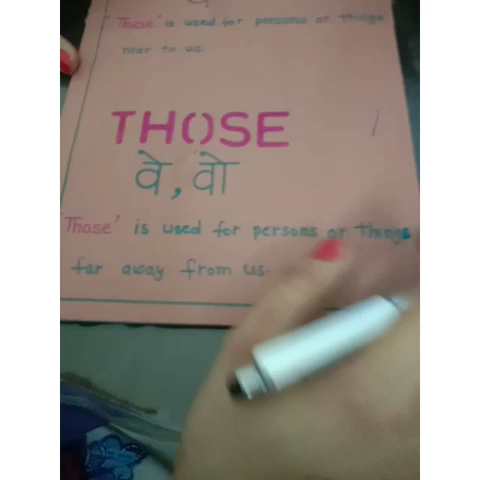 'These' is used for persons or things
near to us.
THOSE
वे, वो
'Those' is used for persons or things
far away from us.